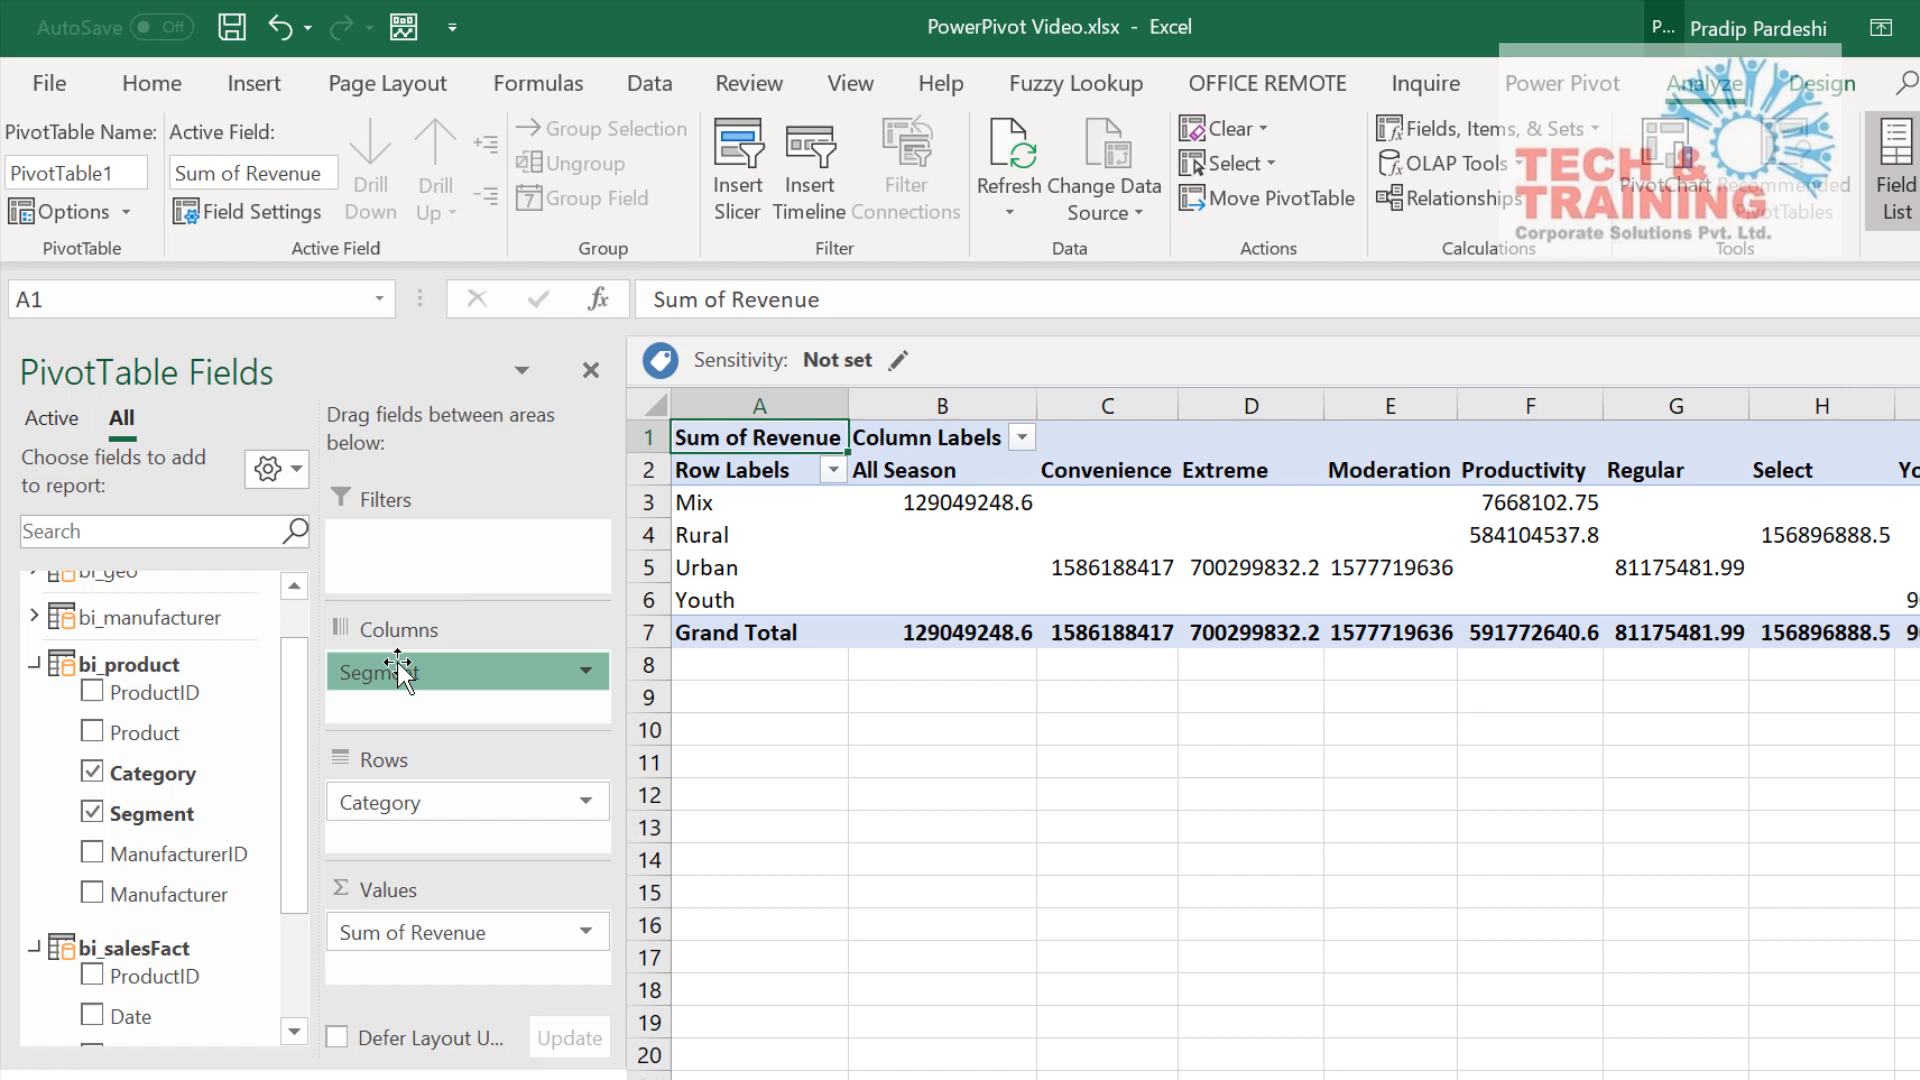 AutoSave Off
PowerPivot Video.xlsx - Excel
P... Pradip Pardeshi
File Home Insert Page Layout Formulas Data Review View Help Fuzzy Lookup OFFICE REMOTE Inquire Power Pivot Analyze Design
PivotTable Name:
PivotTable1
Options
PivotTable
Active Field:
Sum of Revenue
Field Settings
Drill Down
Drill Up
Active Field
Group Selection
Ungroup
Group Field
Group
Insert Slicer
Insert Timeline
Filter Connections
Filter
Refresh
Change Data Source
Data
Clear
Select
Move PivotTable
Actions
Fields, Items, & Sets
OLAP Tools
Relationships
Calculations
PivotChart
Recommended PivotTables
Tools
Field List
TECH &
TRAINING
Corporate Solutions Pvt. Ltd.
A1
fx
Sum of Revenue
PivotTable Fields
Active All
Choose fields to add
to report:
Search
bi_geo
bi_manufacturer
bi_product
ProductID
Product
Category
Segment
ManufacturerID
Manufacturer
bi_salesFact
ProductID
Date
Drag fields between areas
below:
Filters
Columns
Segment
Rows
Category
Σ Values
Sum of Revenue
Defer Layout U... Update
Sensitivity: Not set
A B C D E F G H
1 Sum of Revenue Column Labels
2 Row Labels All Season Convenience Extreme Moderation Productivity Regular Select Yo
3 Mix 129049248.6 7668102.75
4 Rural 584104537.8 156896888.5
5 Urban 1586188417 700299832.2 1577719636 81175481.99
6 Youth 9
7 Grand Total 129049248.6 1586188417 700299832.2 1577719636 591772640.6 81175481.99 156896888.5 9
8
9
10
11
12
13
14
15
16
17
18
19
20